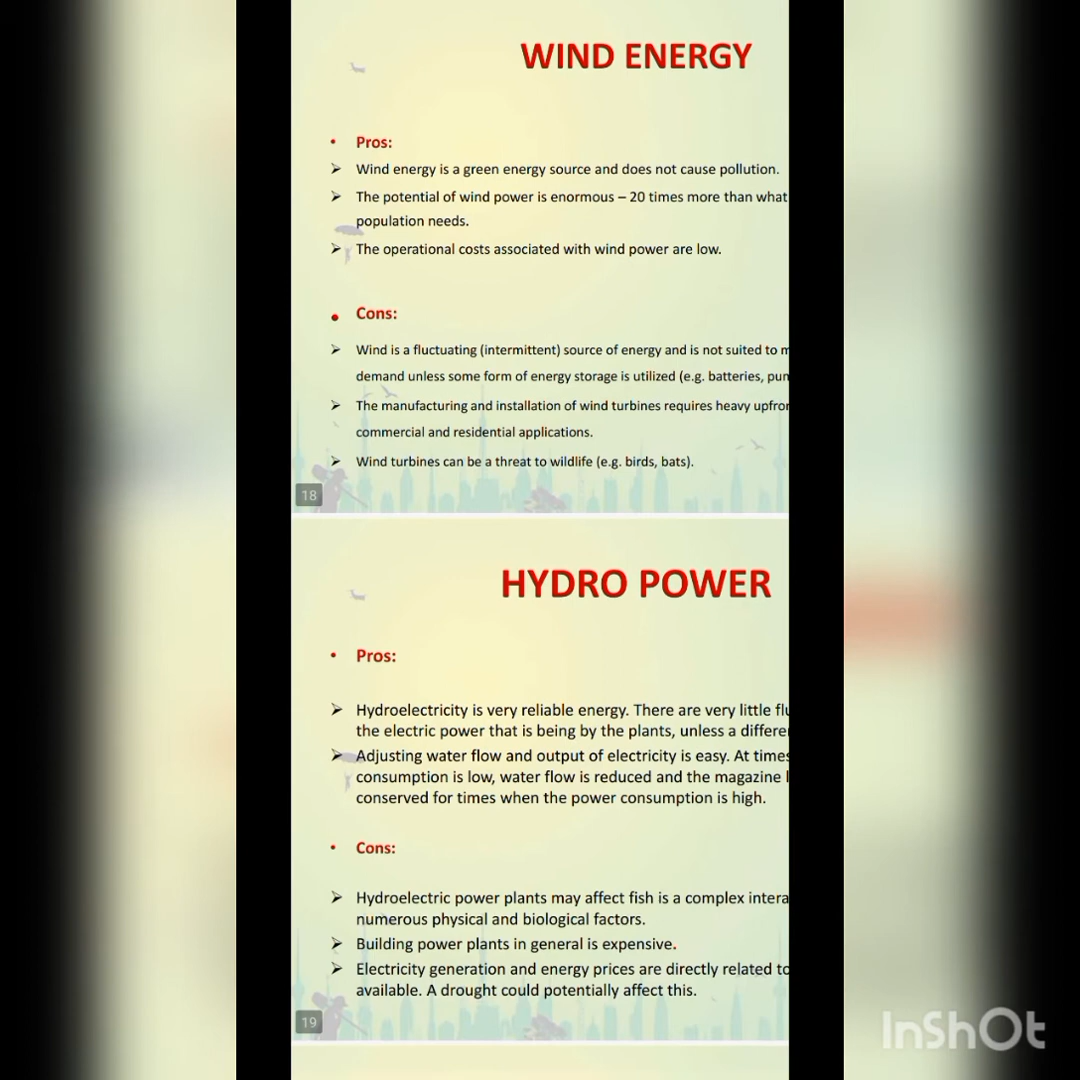 WIND ENERGY
• Pros:
➢ Wind energy is a green energy source and does not cause pollution.
➢ The potential of wind power is enormous – 20 times more than what
population needs.
➢ The operational costs associated with wind power are low.
• Cons:
➢ Wind is a fluctuating (intermittent) source of energy and is not suited to
demand unless some form of energy storage is utilized (e.g. batteries,
➢ The manufacturing and installation of wind turbines requires heavy
commercial and residential applications.
➢ Wind turbines can be a threat to wildlife (e.g. birds, bats).
18
HYDRO POWER
• Pros:
➢ Hydroelectricity is very reliable energy. There are very little
the electric power that is being by the plants, unless a
➢ Adjusting water flow and output of electricity is easy. At
consumption is low, water flow is reduced and the magazine
conserved for times when the power consumption is high.
• Cons:
➢ Hydroelectric power plants may affect fish is a complex
numerous physical and biological factors.
➢ Building power plants in general is expensive.
➢ Electricity generation and energy prices are directly related
available. A drought could potentially affect this.
19
InShOt